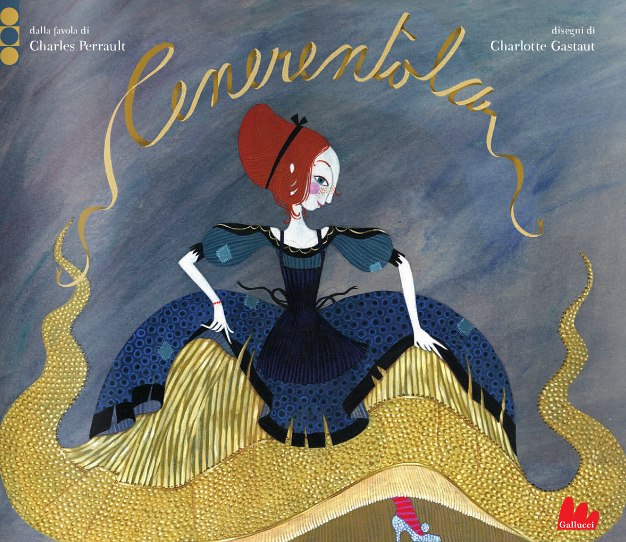 dalla favola di
Charles Perrault
Cenerentola
disegni di
Charlotte Gastaut
Gallucci